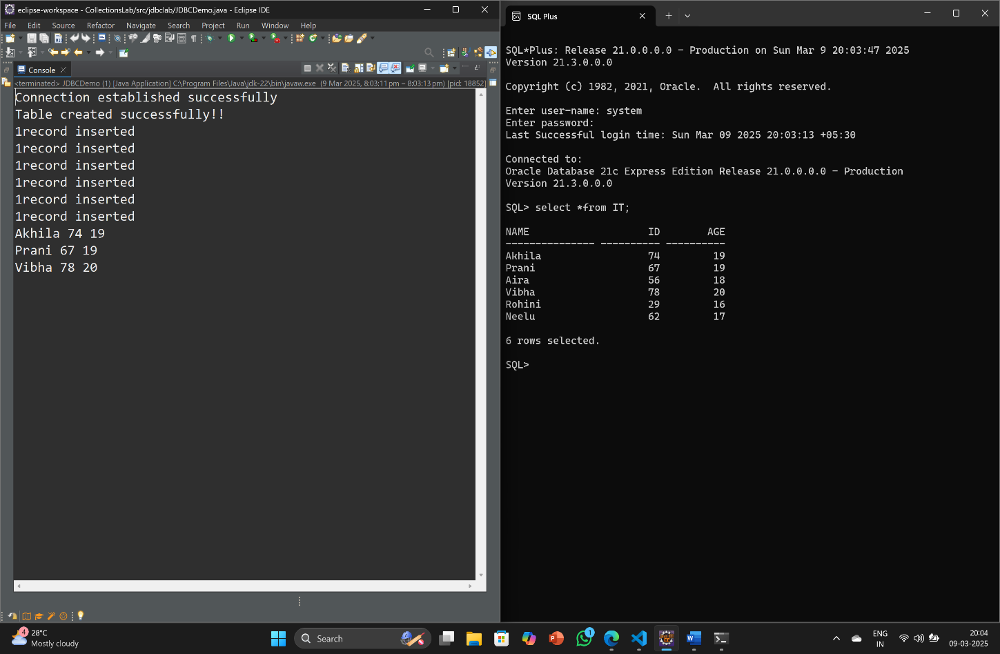 eclipse-workspace - CollectionsLab/src/jdbclab/JDBCDemo.java - Eclipse IDE
File Edit Source Refactor Navigate Search Project Run Window Help
Console
<terminated> JDBCDemo (1) [Java Application] C:\Program Files\Java\jdk-22\bin\javaw.exe (9 Mar 2025, 8:03:11 pm – 8:03:13 pm) [pid: 18852]
Connection established successfully
Table created successfully!!
1record inserted
1record inserted
1record inserted
1record inserted
1record inserted
1record inserted
Akhila 74 19
Prani 67 19
Vibha 78 20
SQL Plus
SQL*Plus: Release 21.0.0.0.0 - Production on Sun Mar 9 20:03:47 2025
Version 21.3.0.0.0
Copyright (c) 1982, 2021, Oracle.  All rights reserved.
Enter user-name: system
Enter password:
Last Successful login time: Sun Mar 09 2025 20:03:13 +05:30
Connected to:
Oracle Database 21c Express Edition Release 21.0.0.0.0 - Production
Version 21.3.0.0.0
SQL> select *from IT;
NAME                    ID        AGE
--------------- ---------- ----------
Akhila                  74         19
Prani                   67         19
Aira                    56         18
Vibha                   78         20
Rohini                  29         16
Neelu                   62         17
6 rows selected.
SQL>
4
28°C
Mostly cloudy
Search
1
ENG
IN
20:04
09-03-2025